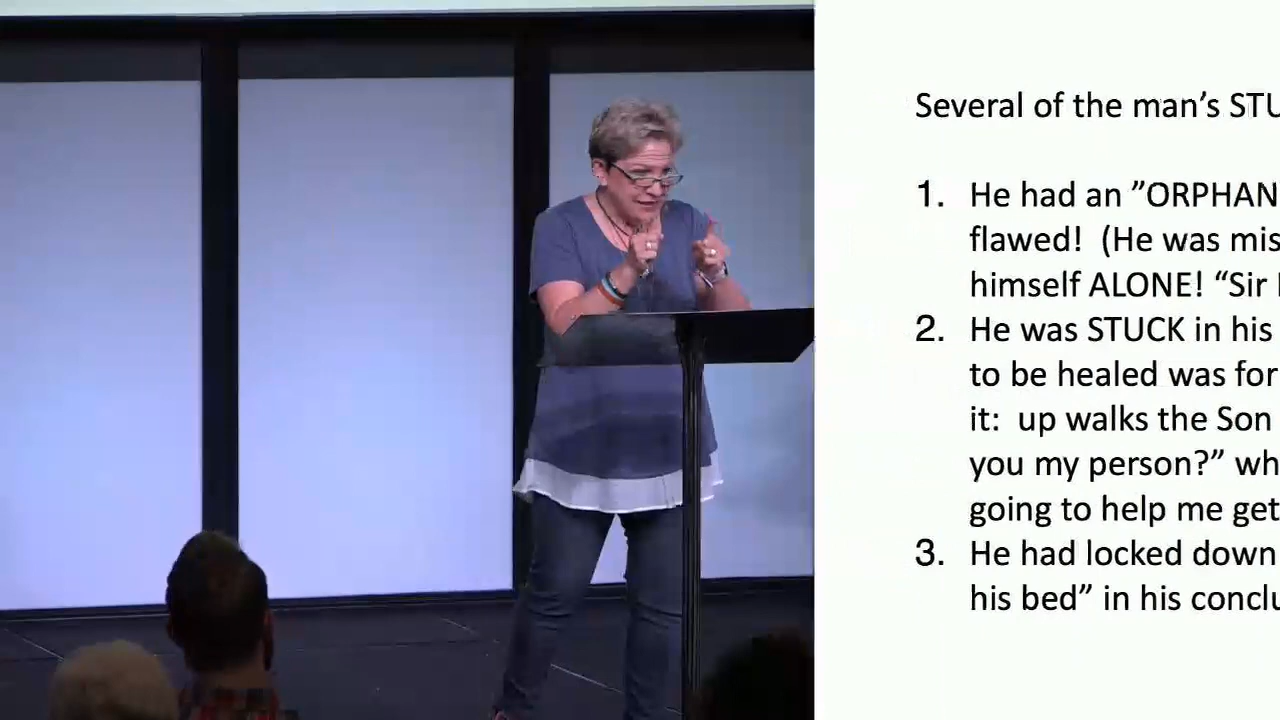 Several of the man’s STU
1. He had an ”ORPHAN
flawed!  (He was mis
himself ALONE! “Sir
2. He was STUCK in his
to be healed was for
it:  up walks the Son
you my person?” wh
going to help me get
3. He had locked down
his bed” in his conclu